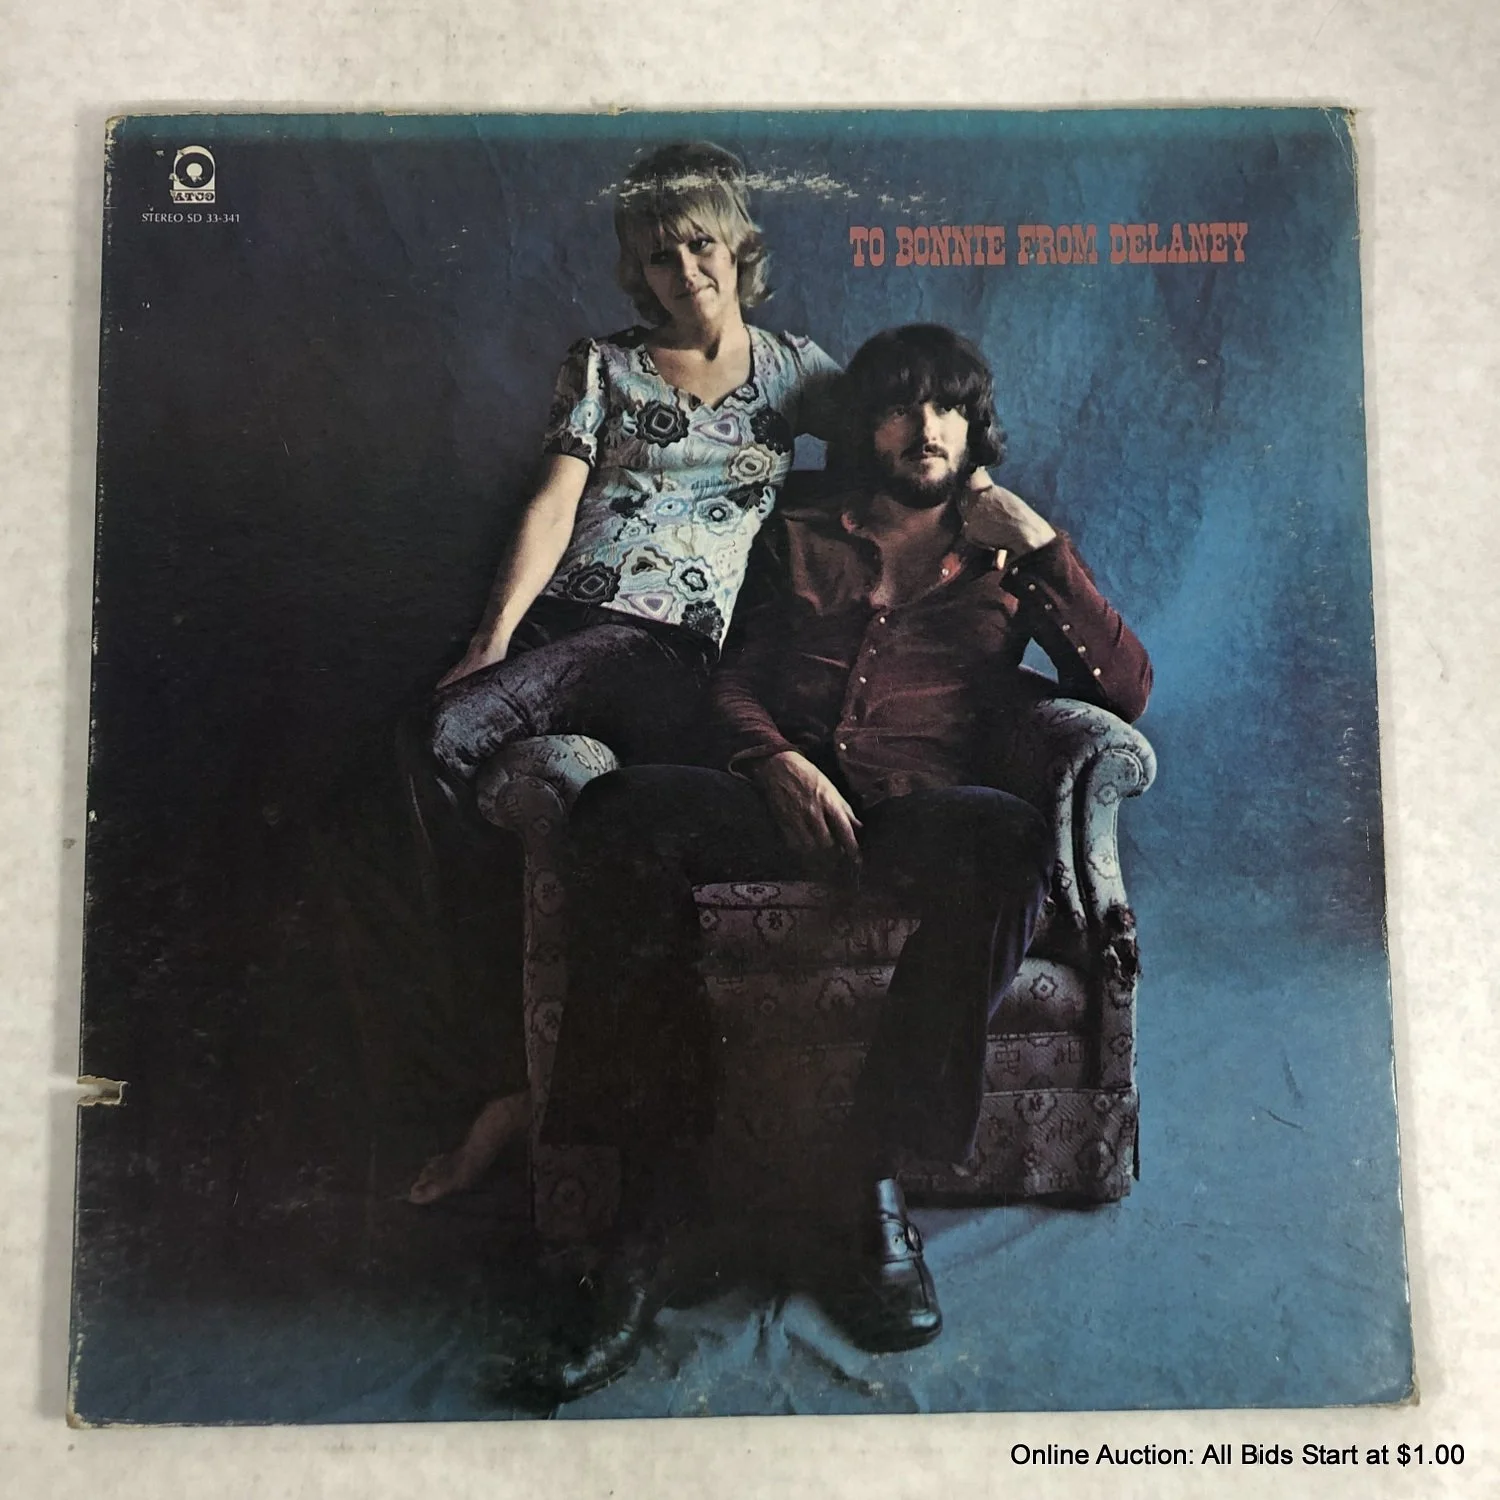 ATCO
STEREO SD 33-341
TO BONNIE FROM DELANEY
Online Auction: All Bids Start at $1.00